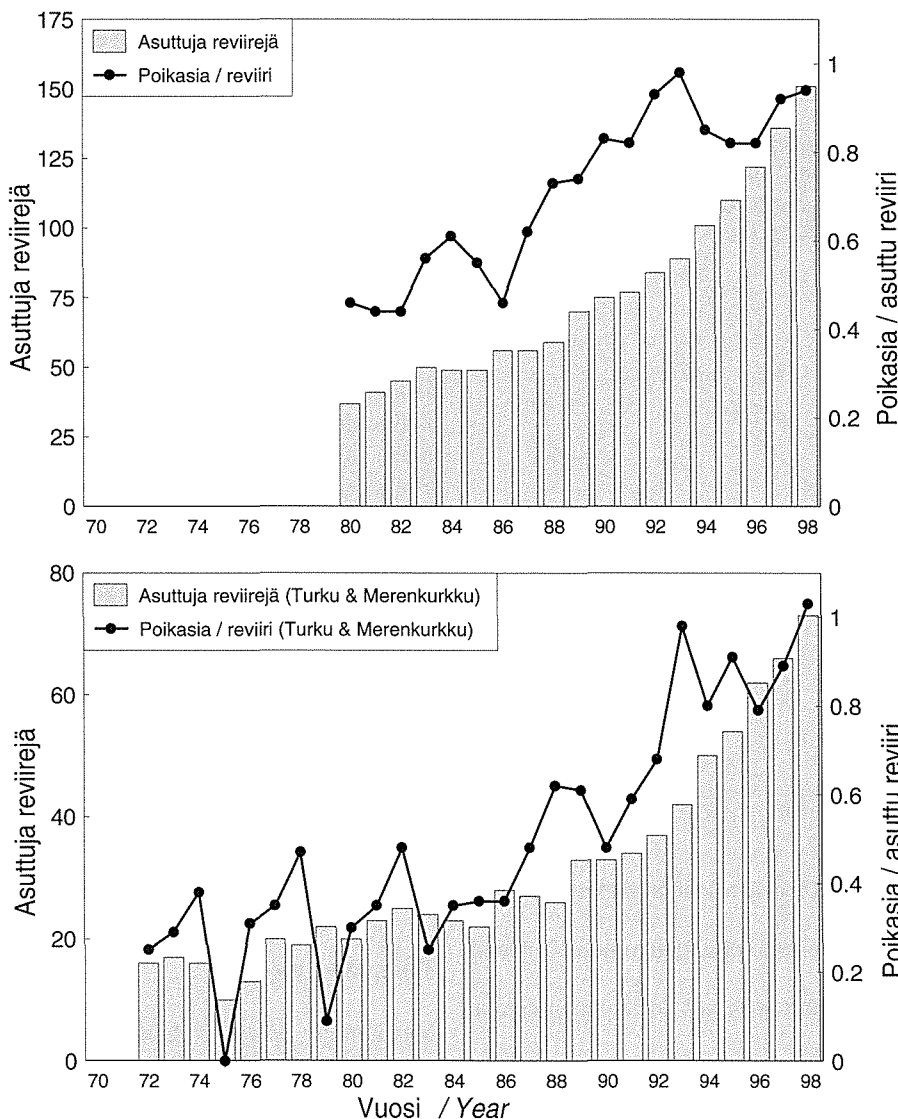 175
150
125
100
75
50
25
0
Asuttuja reviirejä
Asuttuja reviirejä
Poikasia / reviiri
1
0.8
0.6
0.4
0.2
0
Poikasia / asuttu reviiri
70 72 74 76 78 80 82 84 86 88 90 92 94 96 98
80
60
40
20
0
Asuttuja reviirejä
Asuttuja reviirejä (Turku & Merenkurkku)
Poikasia / reviiri (Turku & Merenkurkku)
1
0.8
0.6
0.4
0.2
0
Poikasia / asuttu reviiri
70 72 74 76 78 80 82 84 86 88 90 92 94 96 98
Vuosi / Year